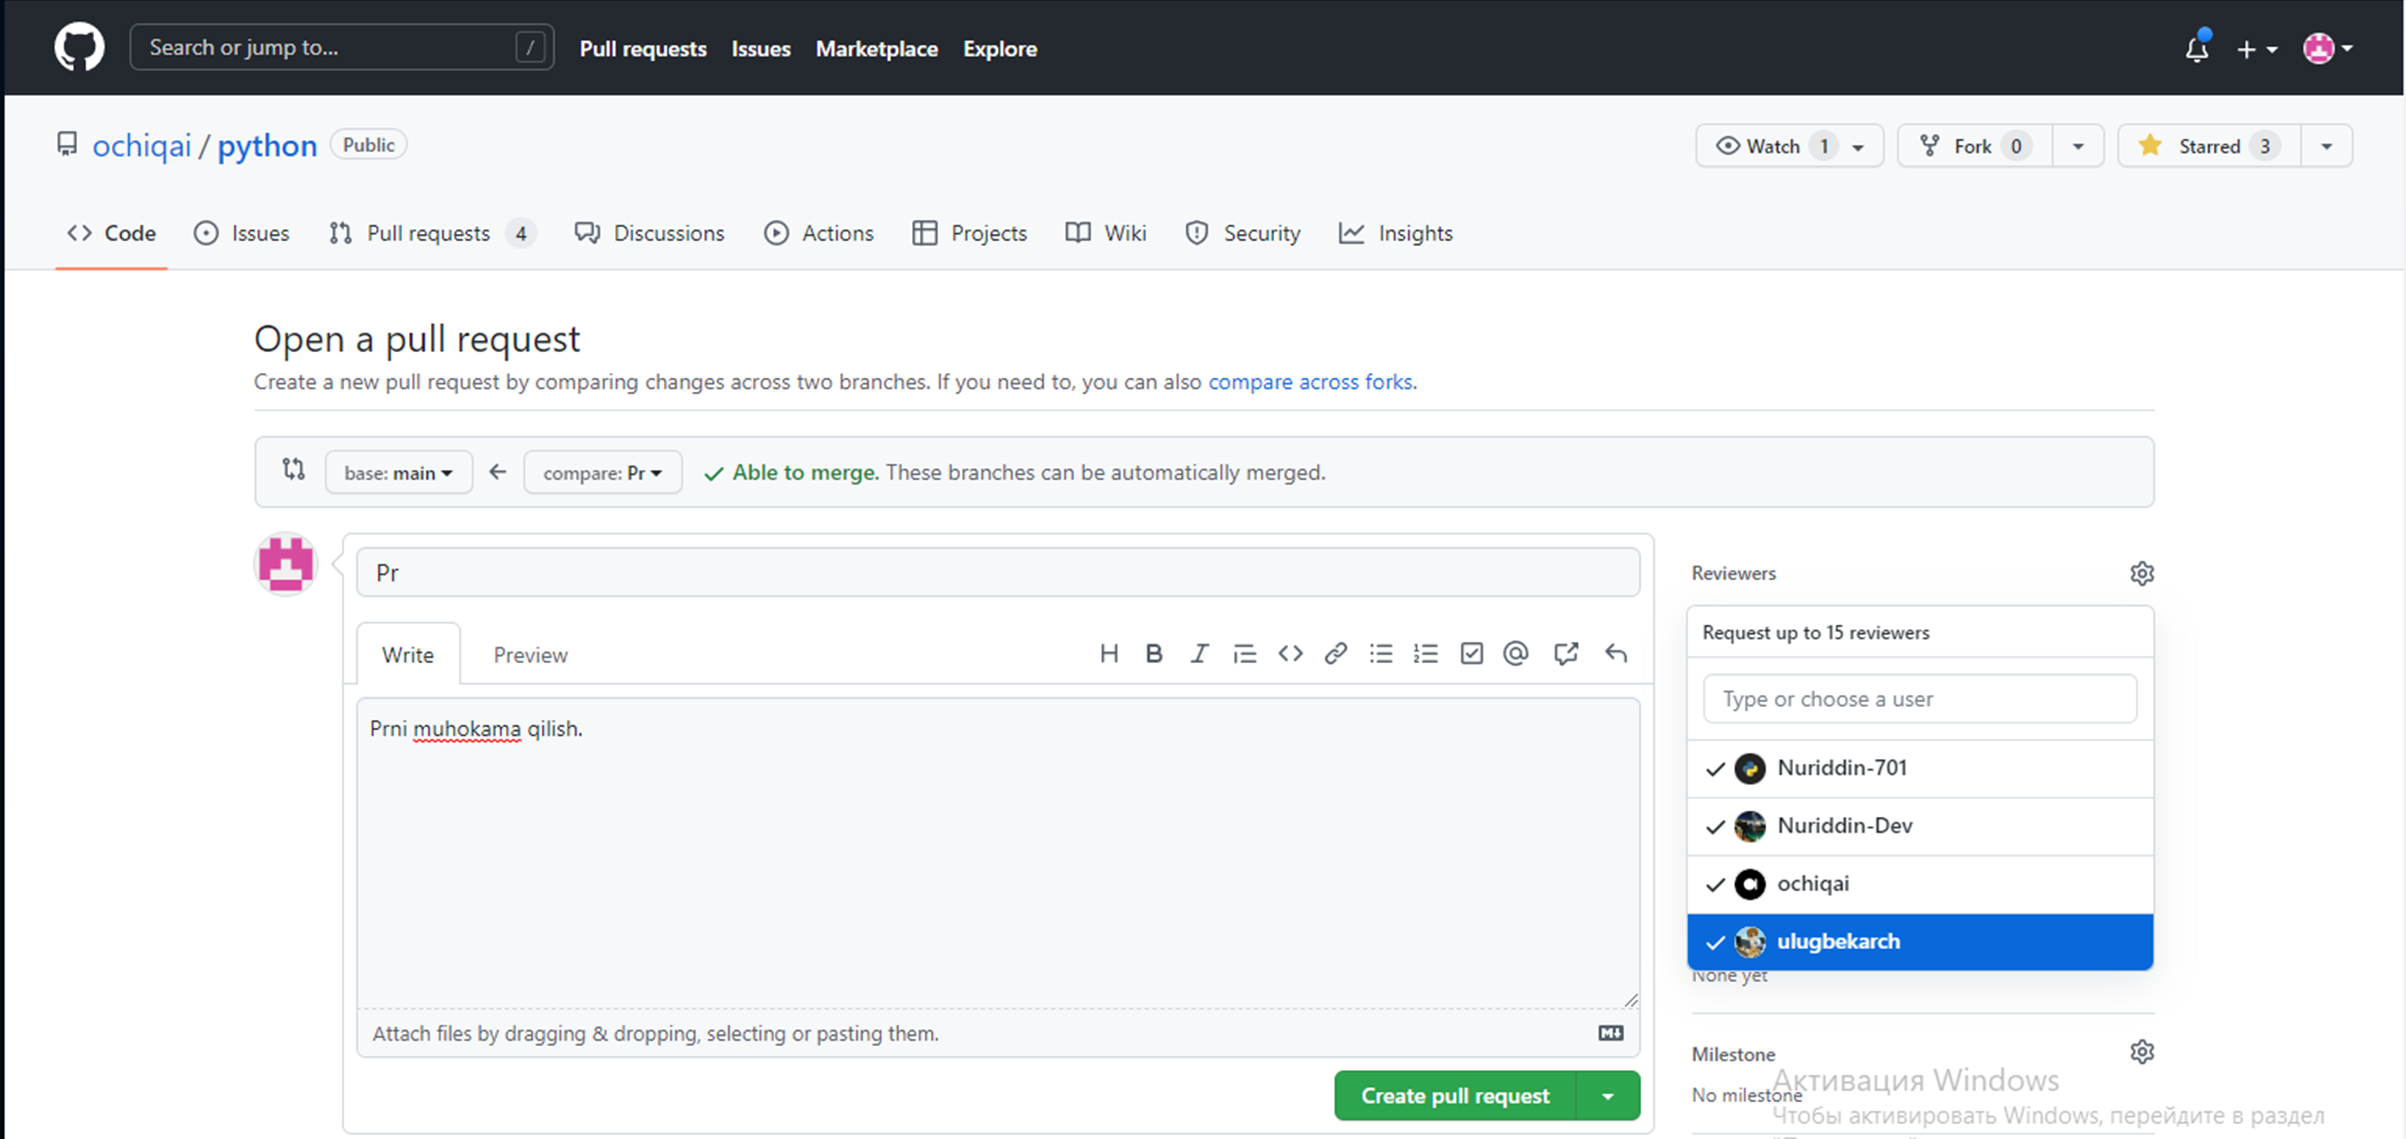 Search or jump to... /
Pull requests Issues Marketplace Explore
ochiqai / python Public
Watch 1
Fork 0
Starred 3
Code Issues Pull requests 4 Discussions Actions Projects Wiki Security Insights
Open a pull request
Create a new pull request by comparing changes across two branches. If you need to, you can also compare across forks.
base: main
compare: Pr
Able to merge. These branches can be automatically merged.
Pr
Write Preview
Prni muhokama qilish.
Attach files by dragging & dropping, selecting or pasting them.
Create pull request
Reviewers
Request up to 15 reviewers
Type or choose a user
Nuriddin-701
Nuriddin-Dev
ochiqai
ulugbekarch
None yet
Milestone
No milestone
Активация Windows
Чтобы активировать Windows, перейдите в раздел